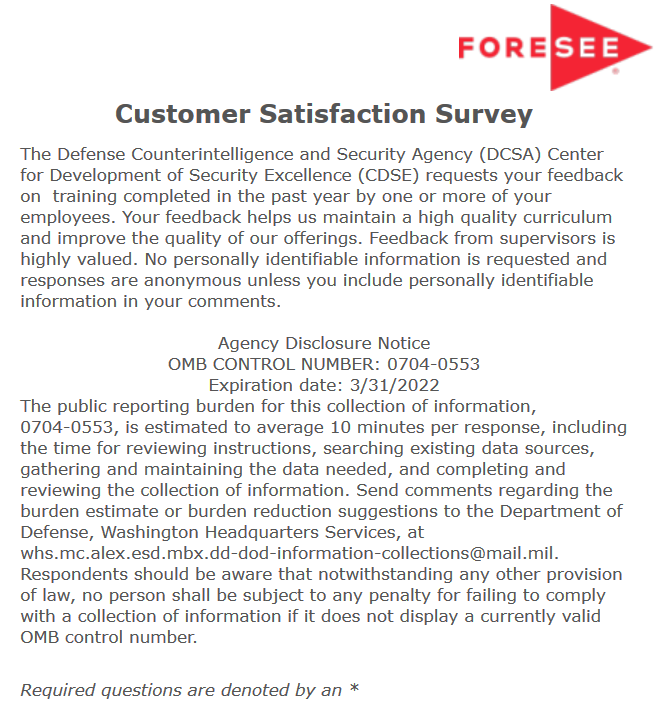 FORESEE
Customer Satisfaction Survey
The Defense Counterintelligence and Security Agency (DCSA) Center
for Development of Security Excellence (CDSE) requests your feedback
on  training completed in the past year by one or more of your
employees. Your feedback helps us maintain a high quality curriculum
and improve the quality of our offerings. Feedback from supervisors is
highly valued. No personally identifiable information is requested and
responses are anonymous unless you include personally identifiable
information in your comments.
Agency Disclosure Notice
OMB CONTROL NUMBER: 0704-0553
Expiration date: 3/31/2022
The public reporting burden for this collection of information,
0704-0553, is estimated to average 10 minutes per response, including
the time for reviewing instructions, searching existing data sources,
gathering and maintaining the data needed, and completing and
reviewing the collection of information. Send comments regarding the
burden estimate or burden reduction suggestions to the Department of
Defense, Washington Headquarters Services, at
whs.mc.alex.esd.mbx.dd-dod-information-collections@mail.mil.
Respondents should be aware that notwithstanding any other provision
of law, no person shall be subject to any penalty for failing to comply
with a collection of information if it does not display a currently valid
OMB control number.
Required questions are denoted by an *